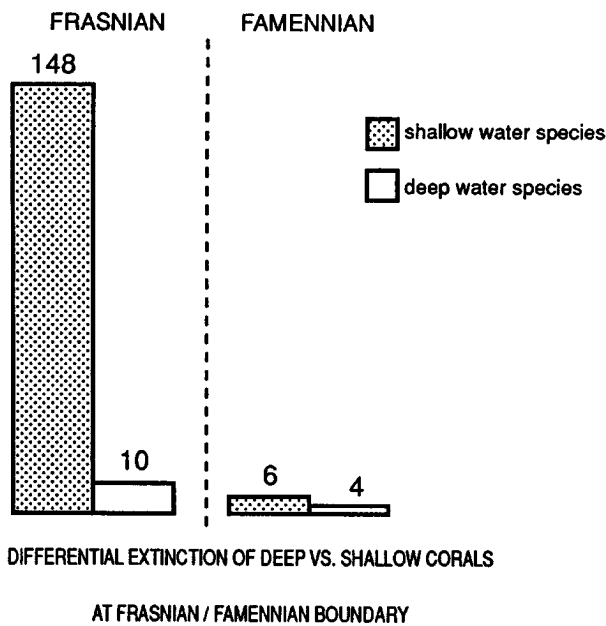 FRASNIAN FAMENNIAN
148
shallow water species
deep water species
10
6
4
DIFFERENTIAL EXTINCTION OF DEEP VS. SHALLOW CORALS
AT FRASNIAN / FAMENNIAN BOUNDARY